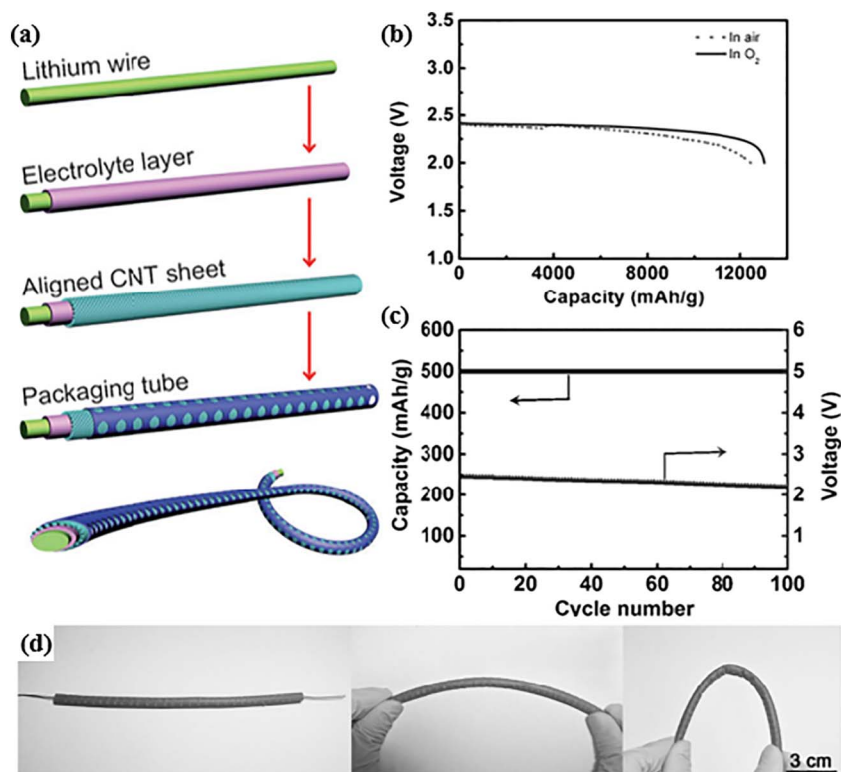 (a)
Lithium wire
Electrolyte layer
Aligned CNT sheet
Packaging tube
(b)
3.5
3.0
2.5
2.0
1.5
1.0
Voltage (V)
In air
In O₂
0
4000
8000
12000
Capacity (mAh/g)
(c)
600
500
400
300
200
100
Capacity (mAh/g)
6
5
4
3
2
1
Voltage (V)
0
20
40
60
80
100
Cycle number
(d)
3 cm